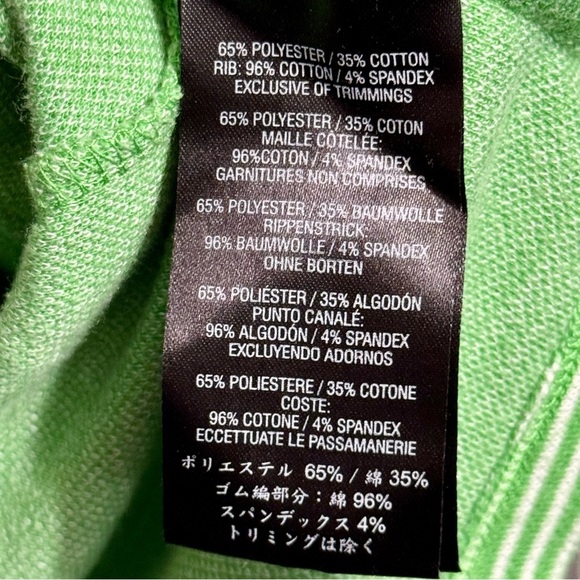 65% POLYESTER / 35% COTTON
RIB: 96% COTTON / 4% SPANDEX
EXCLUSIVE OF TRIMMINGS
65% POLYESTER / 35% COTON
MAILLE CÔTELÉE:
96%COTON / 4% SPANDEX
GARNITURES NON COMPRISES
65% POLYESTER / 35% BAUMWOLLE
RIPPENSTRICK:
96% BAUMWOLLE / 4% SPANDEX
OHNE BORTEN
65% POLIÉSTER / 35% ALGODÓN
PUNTO CANALÉ:
96% ALGODÓN / 4% SPANDEX
EXCLUYENDO ADORNOS
65% POLIESTERE / 35% COTONE
COSTE:
96% COTONE / 4% SPANDEX
ECCETTUATE LE PASSAMANERIE
ポリエステル 65% / 綿 35%
ゴム編部分：綿 96%
スパンデックス 4%
トリミングは除く